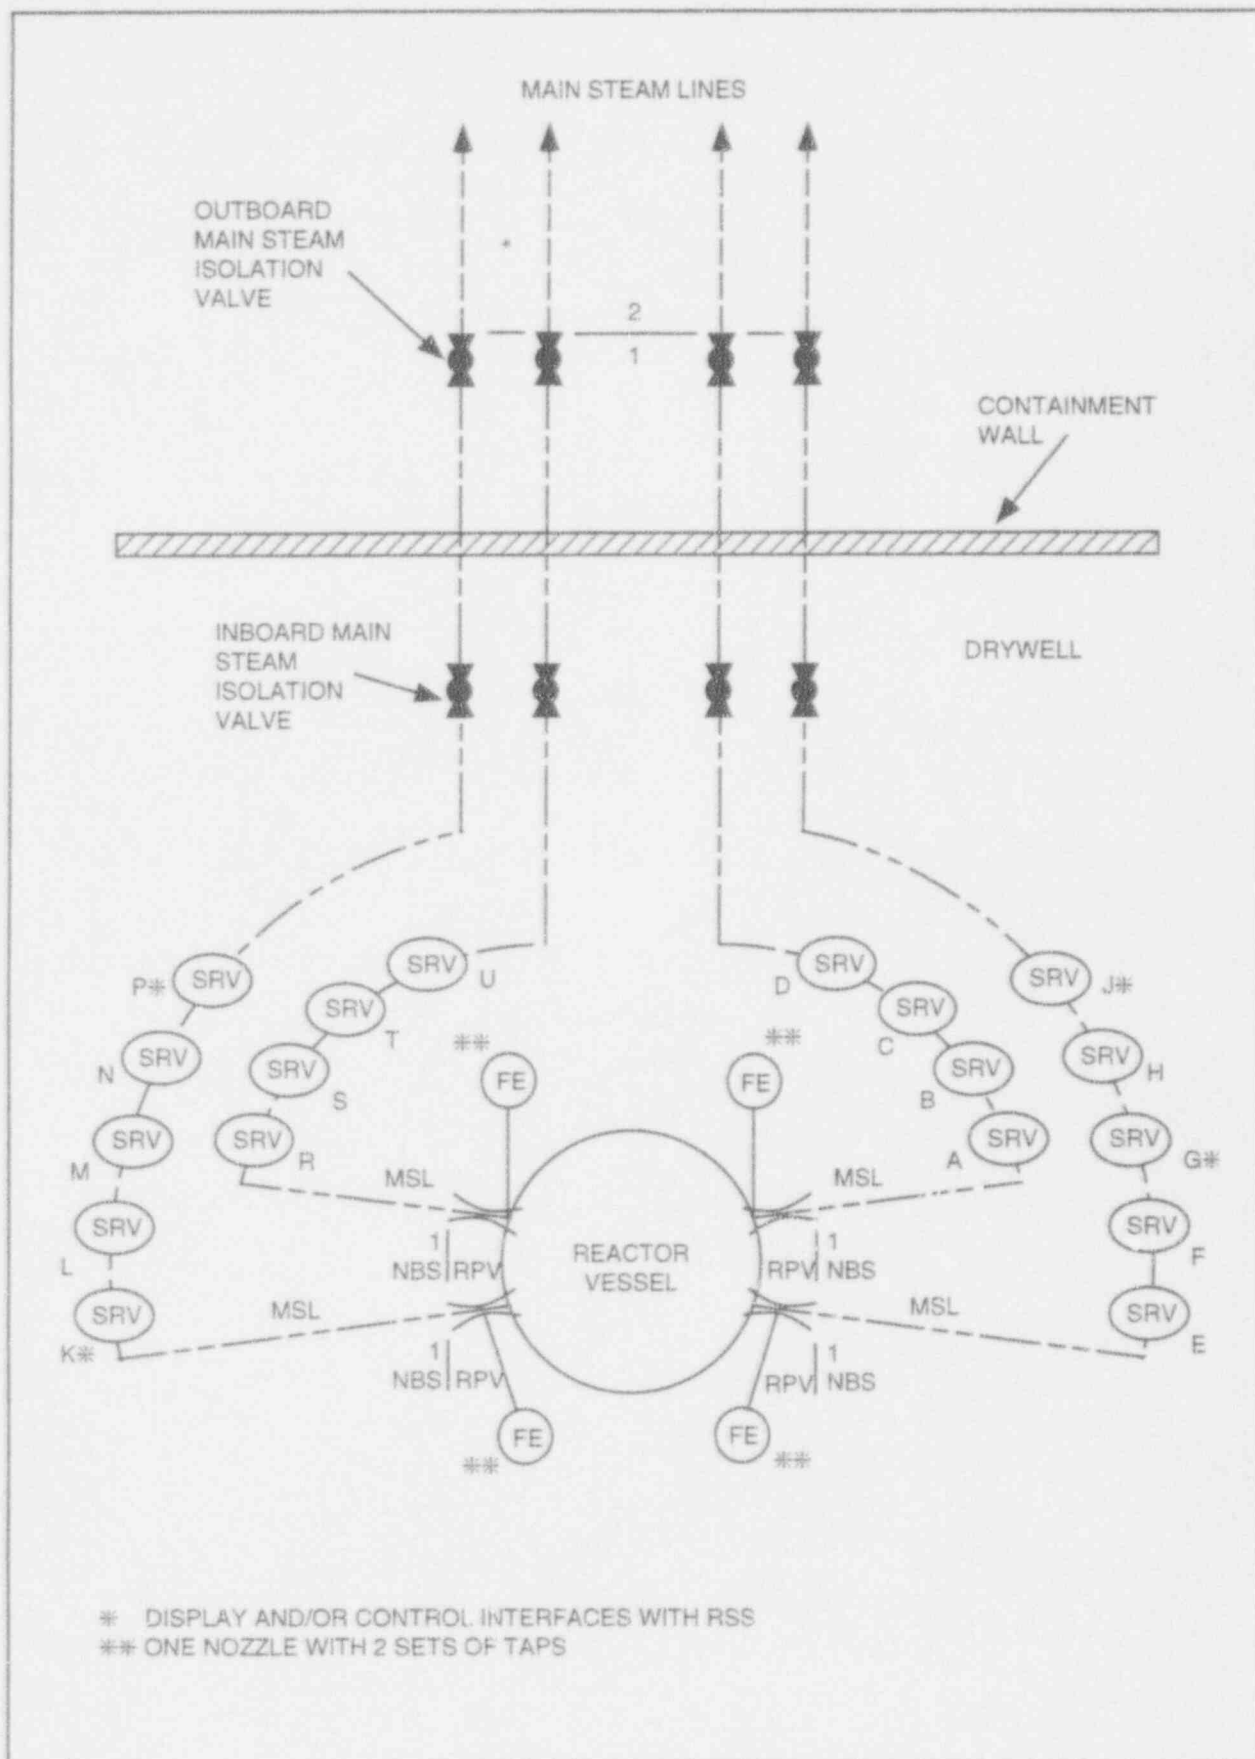 MAIN STEAM LINES
OUTBOARD
MAIN STEAM
ISOLATION
VALVE
*
2
1
CONTAINMENT
WALL
INBOARD MAIN
STEAM
ISOLATION
VALVE
DRYWELL
P* SRV
SRV U
D SRV
SRV J*
SRV T
C SRV
N SRV
** **
SRV H
SRV S
FE FE
B SRV
M SRV
SRV R
A SRV
SRV G*
MSL MSL
L SRV
SRV F
1 1
NBS RPV
REACTOR
VESSEL
RPV NBS
K* SRV
MSL MSL
SRV E
1 1
NBS RPV
RPV NBS
FE FE
** **
* DISPLAY AND/OR CONTROL INTERFACES WITH RSS
** ONE NOZZLE WITH 2 SETS OF TAPS